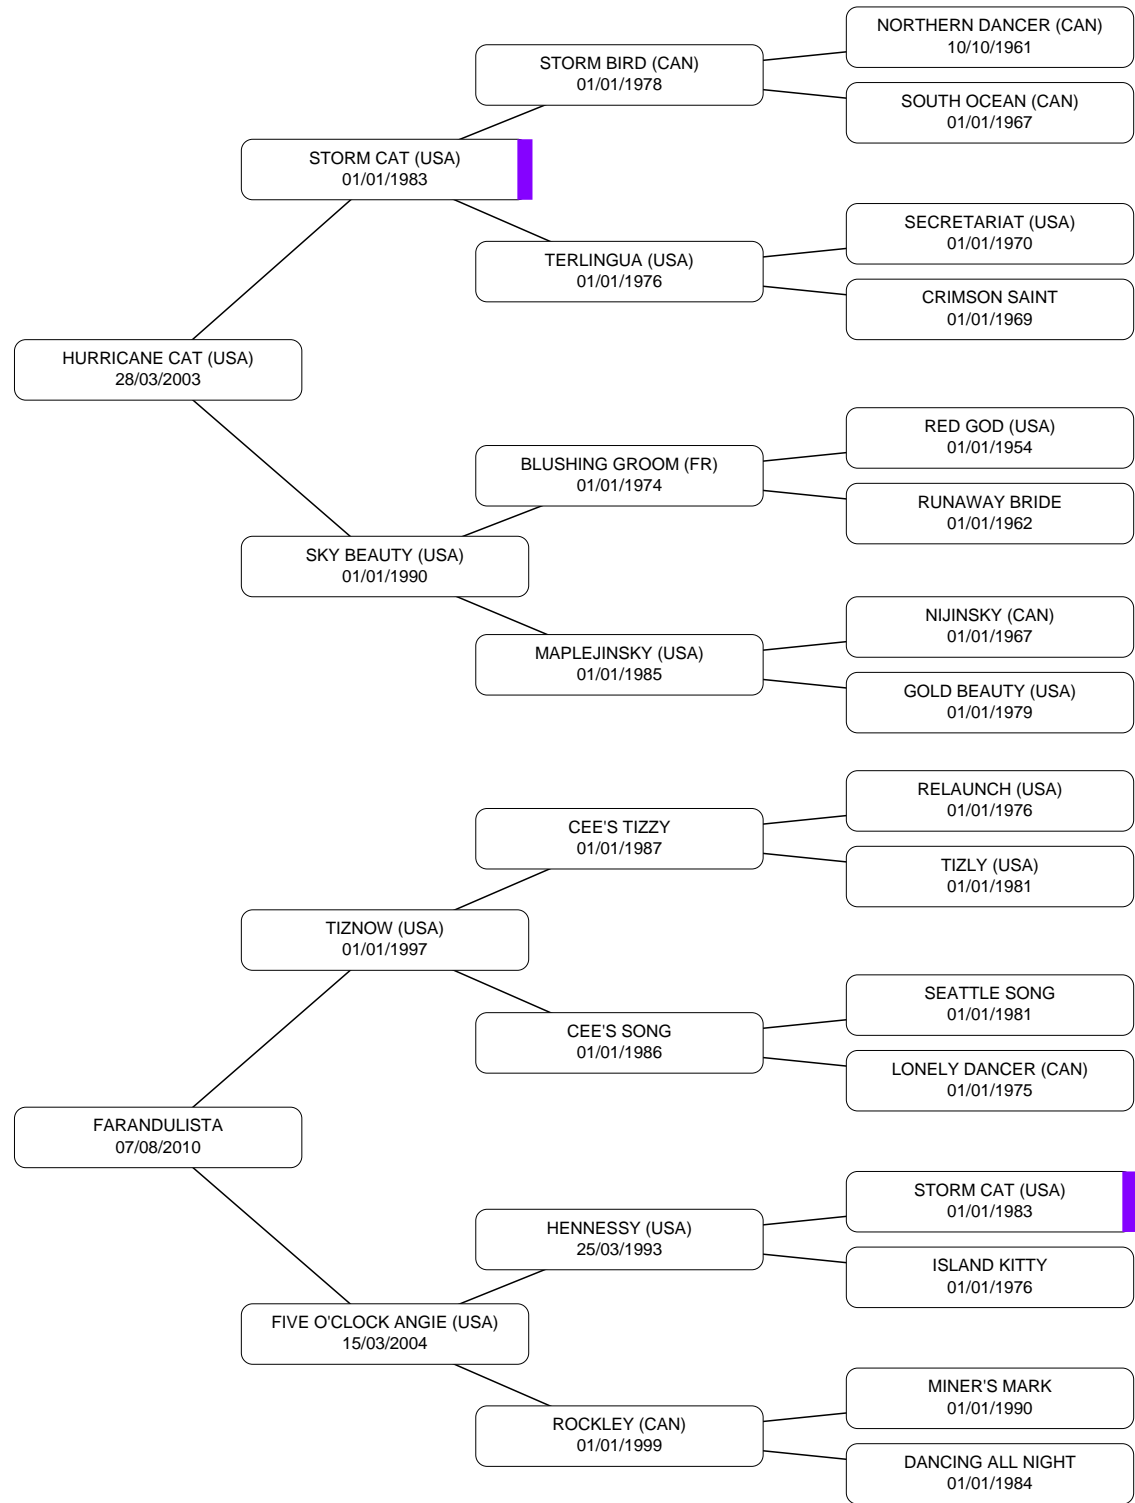 NORTHERN DANCER (CAN)
10/10/1961
STORM BIRD (CAN)
01/01/1978
SOUTH OCEAN (CAN)
01/01/1967
STORM CAT (USA)
01/01/1983
SECRETARIAT (USA)
01/01/1970
TERLINGUA (USA)
01/01/1976
CRIMSON SAINT
01/01/1969
HURRICANE CAT (USA)
28/03/2003
RED GOD (USA)
01/01/1954
BLUSHING GROOM (FR)
01/01/1974
RUNAWAY BRIDE
01/01/1962
SKY BEAUTY (USA)
01/01/1990
NIJINSKY (CAN)
01/01/1967
MAPLEJINSKY (USA)
01/01/1985
GOLD BEAUTY (USA)
01/01/1979
RELAUNCH (USA)
01/01/1976
CEE'S TIZZY
01/01/1987
TIZLY (USA)
01/01/1981
TIZNOW (USA)
01/01/1997
SEATTLE SONG
01/01/1981
CEE'S SONG
01/01/1986
LONELY DANCER (CAN)
01/01/1975
FARANDULISTA
07/08/2010
STORM CAT (USA)
01/01/1983
HENNESSY (USA)
25/03/1993
ISLAND KITTY
01/01/1976
FIVE O'CLOCK ANGIE (USA)
15/03/2004
MINER'S MARK
01/01/1990
ROCKLEY (CAN)
01/01/1999
DANCING ALL NIGHT
01/01/1984